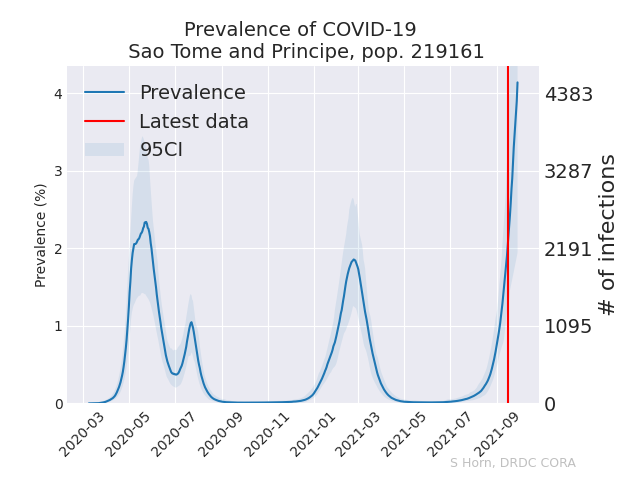 Prevalence of COVID-19
Sao Tome and Principe, pop. 219161
Prevalence
Latest data
95CI
Prevalence (%)
4
3
2
1
0
4383
3287
2191
1095
0
# of infections
2020-03
2020-05
2020-07
2020-09
2020-11
2021-01
2021-03
2021-05
2021-07
2021-09
S Horn, DRDC CORA